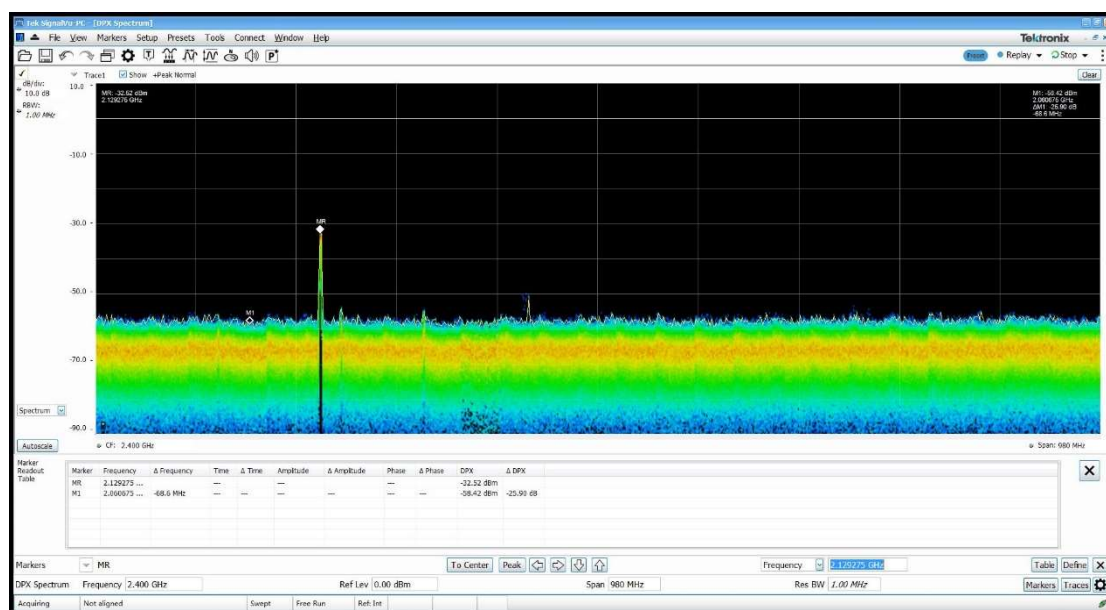 Tek SignalVu-PC - [DPX Spectrum]
File View Markers Setup Presets Tools Connect Window Help
Tektronix
Preset Replay Stop
Trace1 Show +Peak Normal
Clear
dB/div:
10.0 dB
RBW:
1.00 MHz
10.0
-10.0
-30.0
-50.0
-70.0
-90.0
MR: -32.52 dBm
2.129275 GHz
M1: -58.42 dBm
2.060675 GHz
ΔM1: -25.90 dB
-68.6 MHz
MR
M1
Spectrum
Autoscale
CF: 2.400 GHz
Span: 980 MHz
Marker
Readout
Table
Marker Frequency Δ Frequency Time Δ Time Amplitude Δ Amplitude Phase Δ Phase DPX Δ DPX
MR 2.129275 ... --- --- --- -32.52 dBm
M1 2.060675 ... -68.6 MHz --- --- --- --- --- --- -58.42 dBm -25.90 dB
Markers MR To Center Peak Frequency 2.129275 GHz Table Define X
DPX Spectrum Frequency 2.400 GHz Ref Lev 0.00 dBm Span 980 MHz Res BW 1.00 MHz Markers Traces
Acquiring Not aligned Swept Free Run Ref: Int